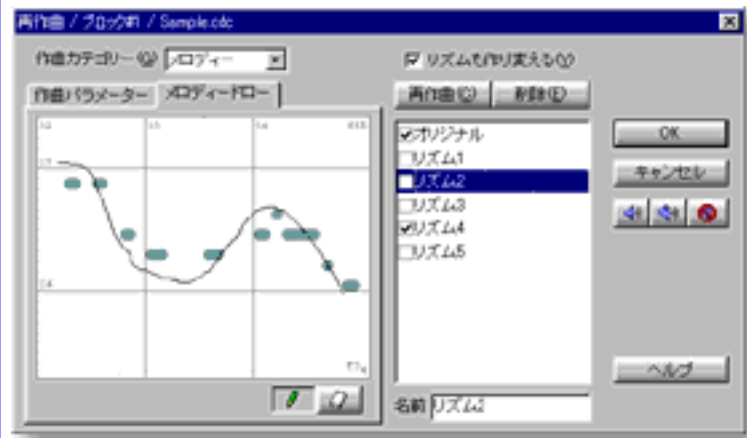 再作曲 / ブロック#1 / Sample.cdc
作曲カテゴリー(G) メロディー
リズムも作り変える(Y)
作曲パラメーター メロディードロー
再作曲(C) 削除(E)
オリジナル
リズム1
リズム2
リズム3
リズム4
リズム5
OK
キャンセル
ヘルプ
名前 リズム2